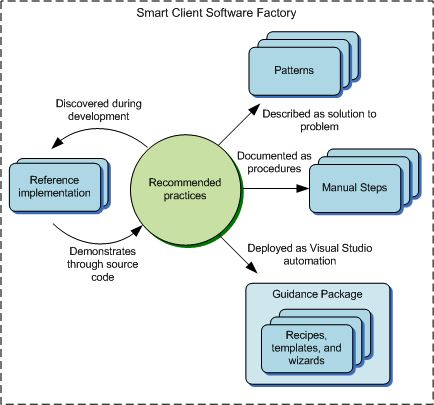 Smart Client Software Factory
Patterns
Discovered during
development
Described as solution to
problem
Reference
implementation
Recommended
practices
Documented as
procedures
Manual Steps
Demonstrates
through source
code
Deployed as Visual Studio
automation
Guidance Package
Recipes,
templates, and
wizards